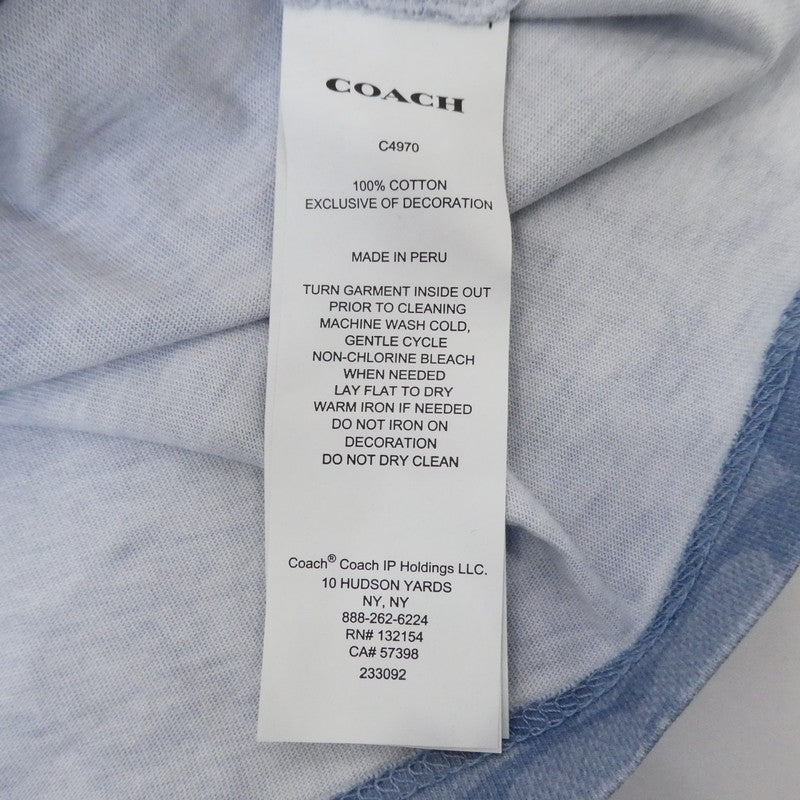 COACH
C4970
100% COTTON
EXCLUSIVE OF DECORATION
MADE IN PERU
TURN GARMENT INSIDE OUT
PRIOR TO CLEANING
MACHINE WASH COLD,
GENTLE CYCLE
NON-CHLORINE BLEACH
WHEN NEEDED
LAY FLAT TO DRY
WARM IRON IF NEEDED
DO NOT IRON ON
DECORATION
DO NOT DRY CLEAN
Coach® Coach IP Holdings LLC.
10 HUDSON YARDS
NY, NY
888-262-6224
RN# 132154
CA# 57398
233092